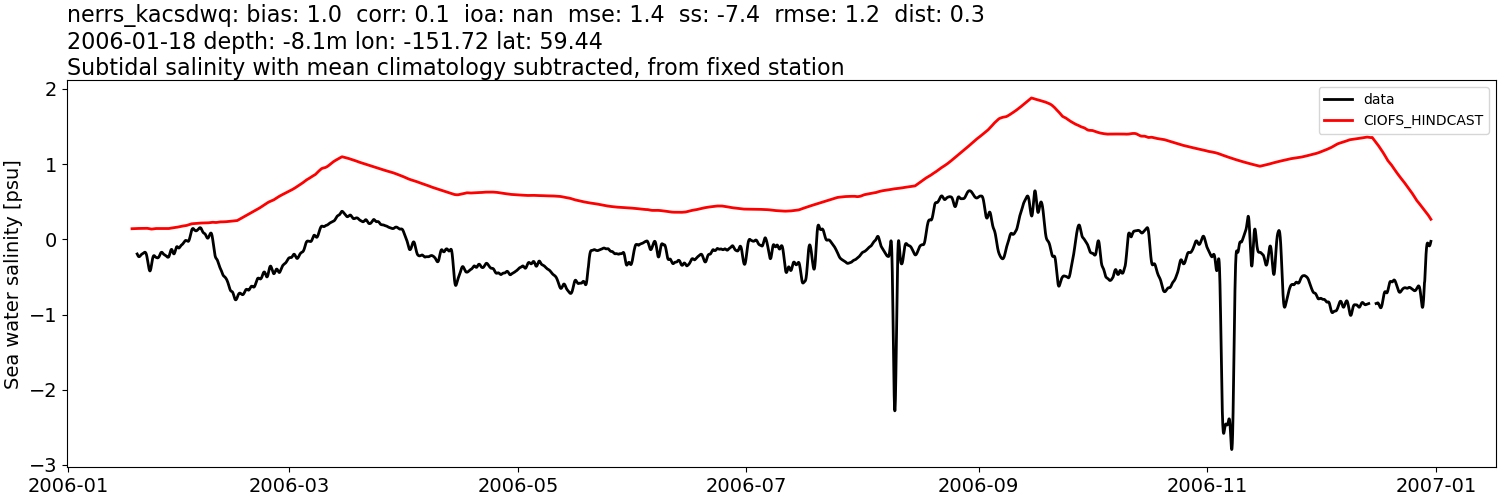 nerrs_kacsdwq: bias: 1.0  corr: 0.1  ioa: nan  mse: 1.4  ss: -7.4  rmse: 1.2  dist: 0.3
2006-01-18 depth: -8.1m lon: -151.72 lat: 59.44
Subtidal salinity with mean climatology subtracted, from fixed station
data
CIOFS_HINDCAST
Sea water salinity [psu]
2
1
0
−1
−2
−3
2006-01
2006-03
2006-05
2006-07
2006-09
2006-11
2007-01